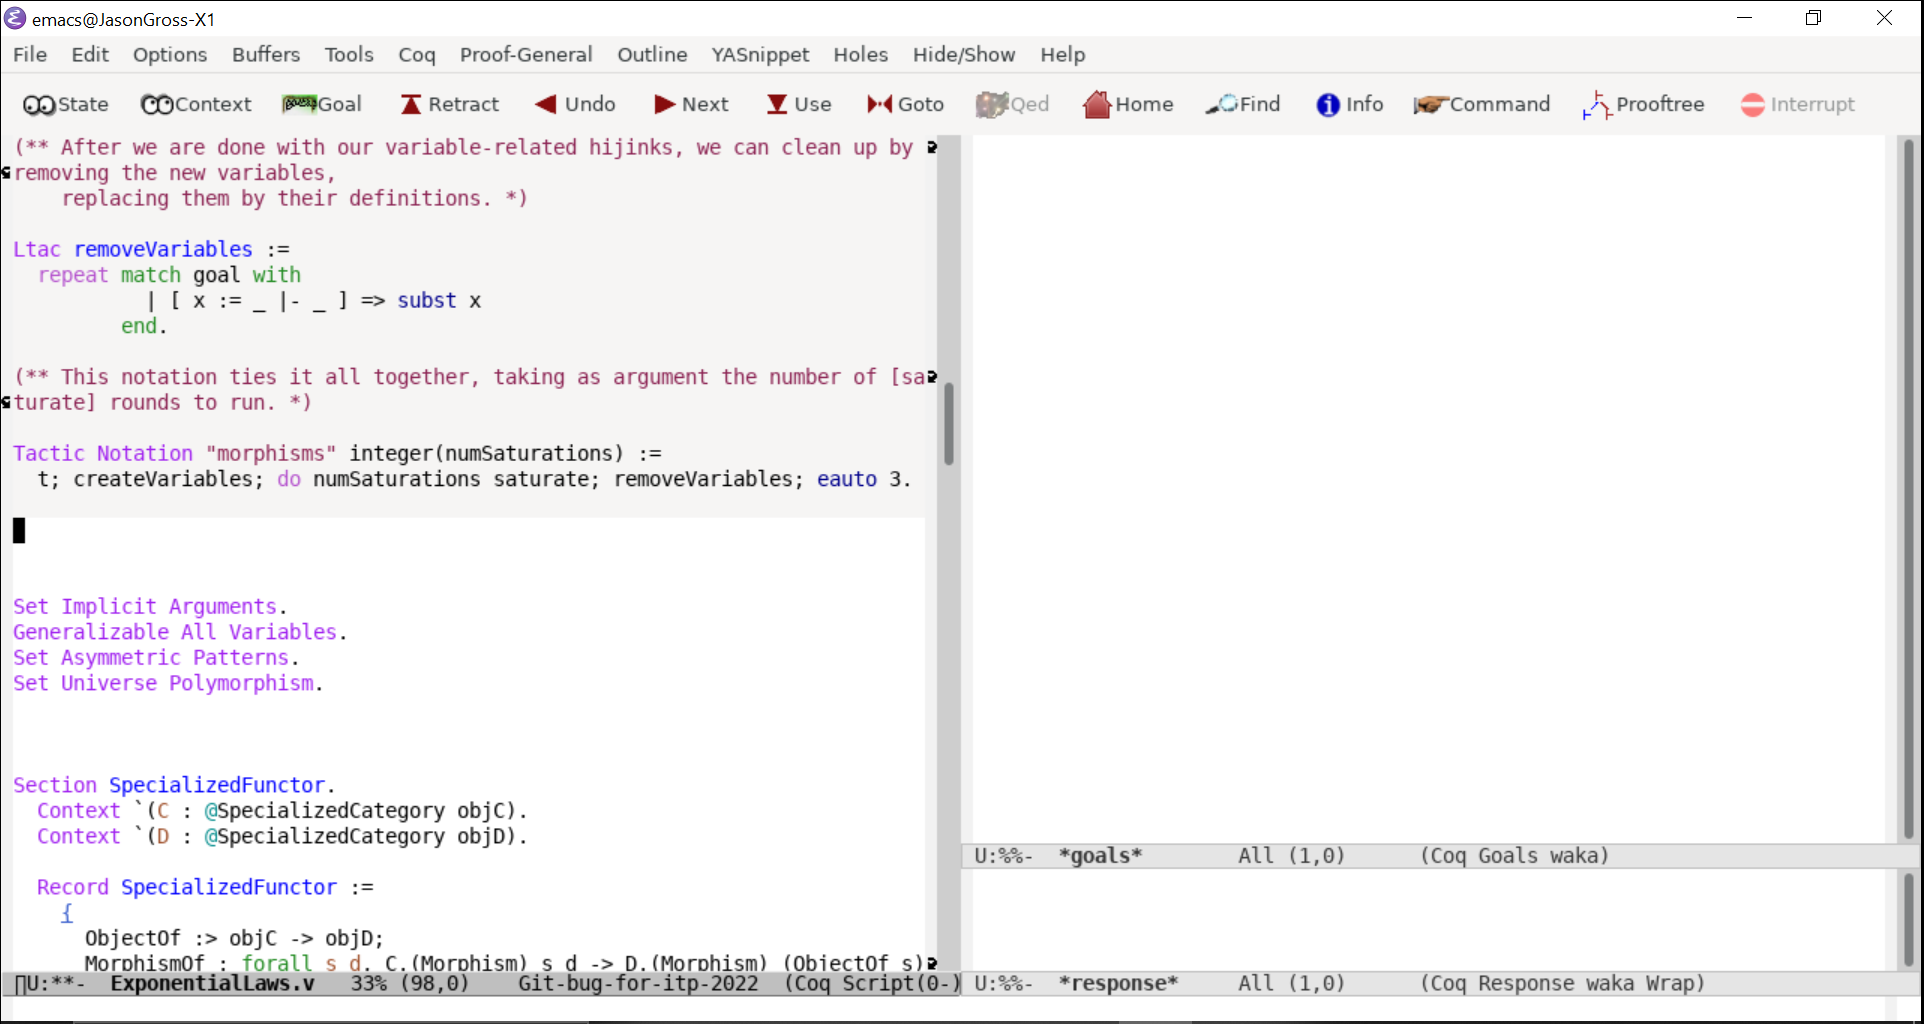 emacs@JasonGross-X1
File Edit Options Buffers Tools Coq Proof-General Outline YASnippet Holes Hide/Show Help
State Context Goal Retract Undo Next Use Goto Qed Home Find Info Command Prooftree Interrupt
(** After we are done with our variable-related hijinks, we can clean up by
removing the new variables,
    replacing them by their definitions. *)
Ltac removeVariables :=
  repeat match goal with
           | [ x := _ |- _ ] => subst x
         end.
(** This notation ties it all together, taking as argument the number of [sa
turate] rounds to run. *)
Tactic Notation "morphisms" integer(numSaturations) :=
  t; createVariables; do numSaturations saturate; removeVariables; eauto 3.
Set Implicit Arguments.
Generalizable All Variables.
Set Asymmetric Patterns.
Set Universe Polymorphism.
Section SpecializedFunctor.
  Context `(C : @SpecializedCategory objC).
  Context `(D : @SpecializedCategory objD).
  Record SpecializedFunctor :=
    {
      ObjectOf :> objC -> objD;
      MorphismOf : forall s d, C.(Morphism) s d -> D.(Morphism) (ObjectOf s)
U:**-  ExponentialLaws.v   33% (98,0)    Git-bug-for-itp-2022  (Coq Script(0-)
U:%%-  *goals*        All (1,0)      (Coq Goals waka)
U:%%-  *response*     All (1,0)      (Coq Response waka Wrap)